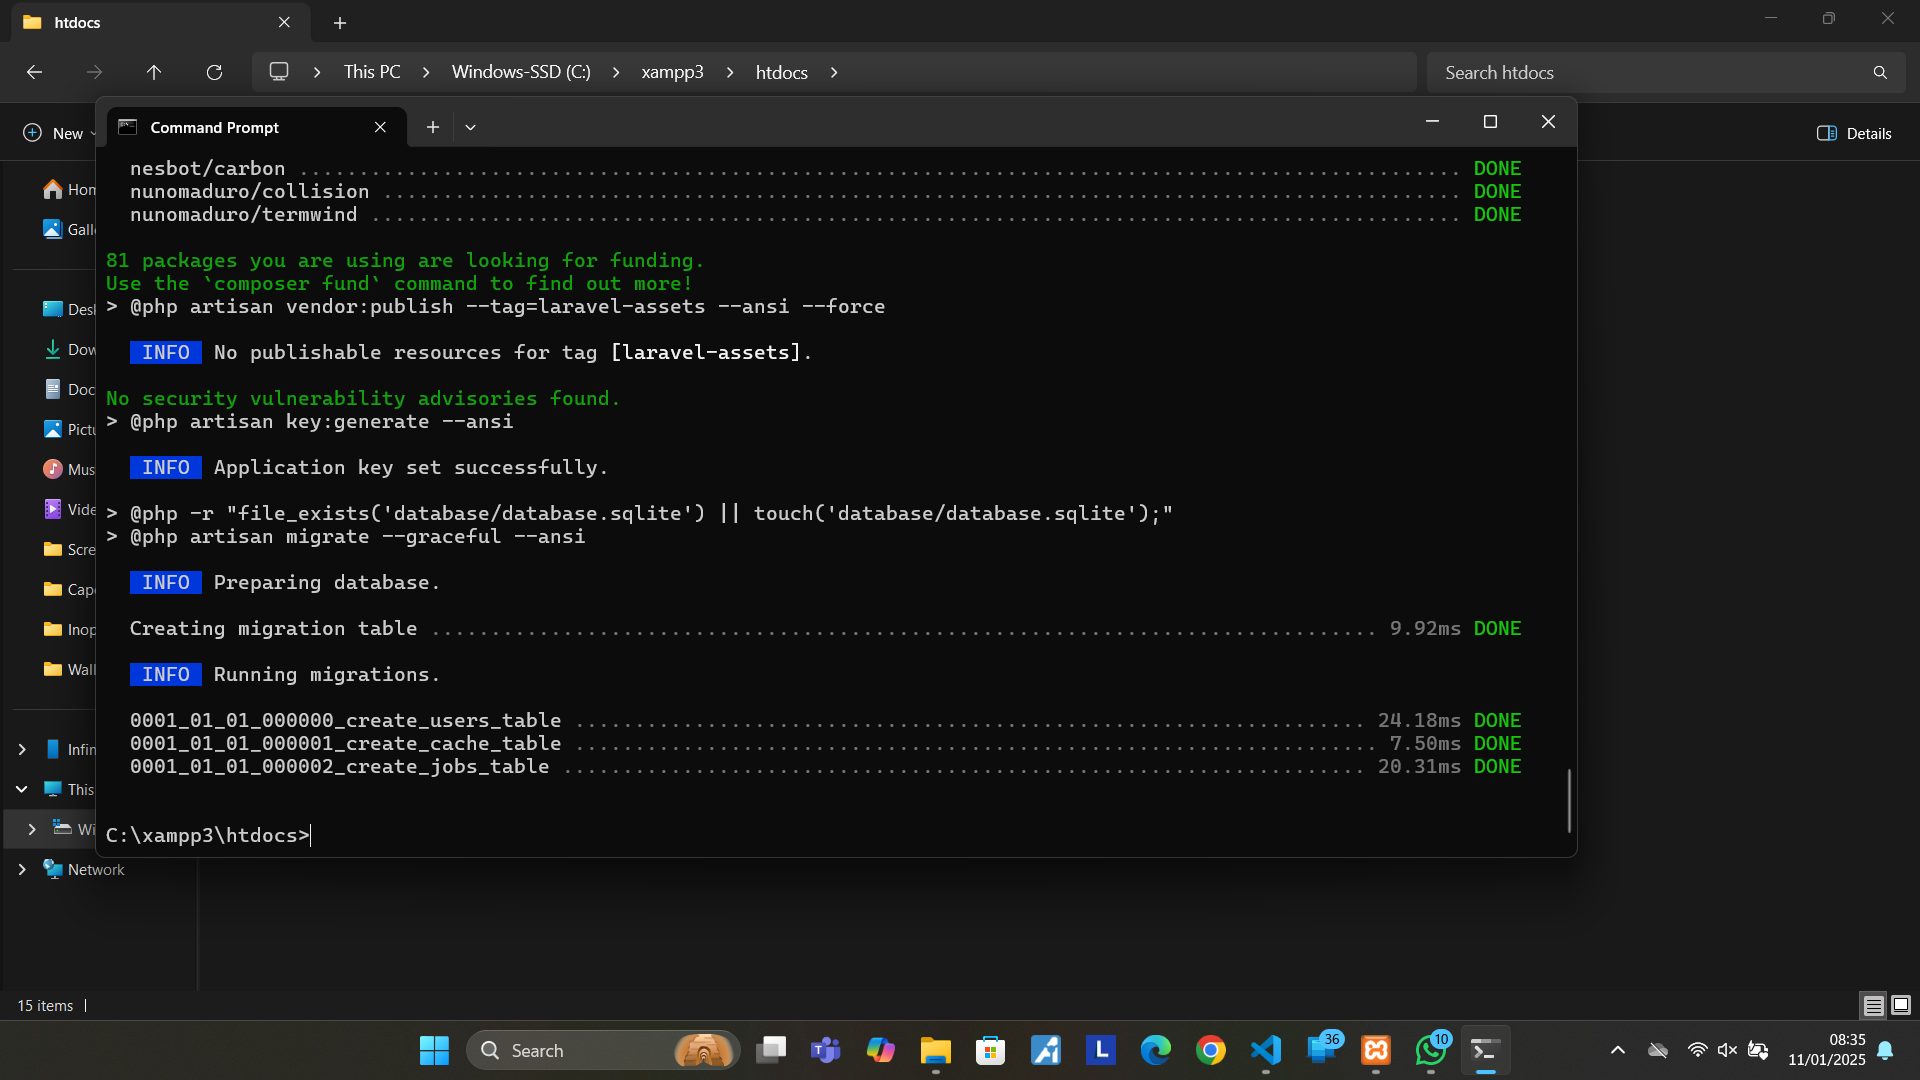 htdocs
This PC > Windows-SSD (C:) > xampp3 > htdocs >
Search htdocs
New
Command Prompt
Details
nesbot/carbon ................................................................................................. DONE
nunomaduro/collision .......................................................................................... DONE
nunomaduro/termwind ........................................................................................... DONE
81 packages you are using are looking for funding.
Use the `composer fund` command to find out more!
> @php artisan vendor:publish --tag=laravel-assets --ansi --force
INFO No publishable resources for tag [laravel-assets].
No security vulnerability advisories found.
> @php artisan key:generate --ansi
INFO Application key set successfully.
> @php -r "file_exists('database/database.sqlite') || touch('database/database.sqlite');"
> @php artisan migrate --graceful --ansi
INFO Preparing database.
Creating migration table ............................................................................... 9.92ms DONE
INFO Running migrations.
0001_01_01_000000_create_users_table .................................................................. 24.18ms DONE
0001_01_01_000001_create_cache_table ................................................................... 7.50ms DONE
0001_01_01_000002_create_jobs_table ................................................................... 20.31ms DONE
C:\xampp3\htdocs>
Hom
Galle
Desl
Dow
Doc
Pictu
Mus
Vide
Scre
Cap
Inop
Wall
Infin
This
Wi
Network
15 items
Search
T
L
36
10
08:35
11/01/2025